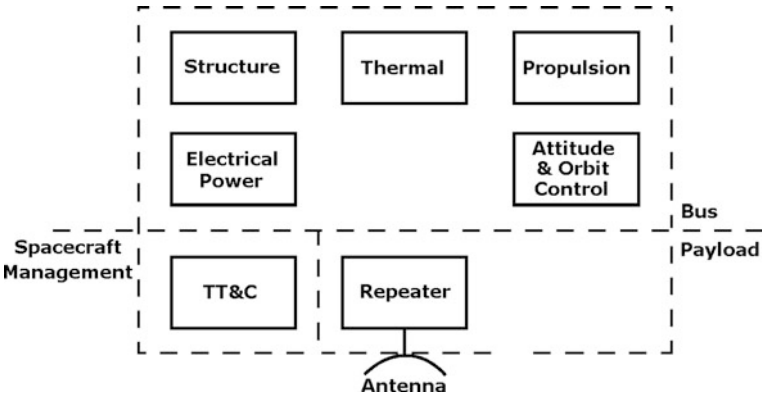 Structure
Thermal
Propulsion
Electrical
Power
Attitude
& Orbit
Control
Bus
Spacecraft
Management
Payload
TT&C
Repeater
Antenna